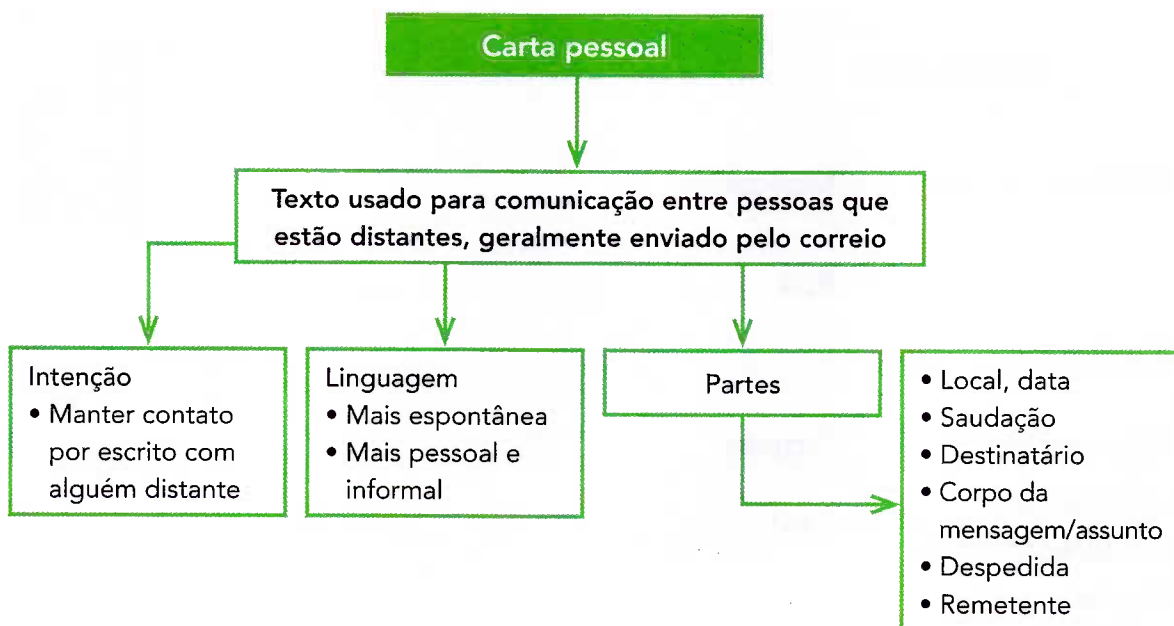 Carta pessoal
Texto usado para comunicação entre pessoas que
estão distantes, geralmente enviado pelo correio
Intenção
• Manter contato
por escrito com
alguém distante
Linguagem
• Mais espontânea
• Mais pessoal e
informal
Partes
• Local, data
• Saudação
• Destinatário
• Corpo da
mensagem/assunto
• Despedida
• Remetente